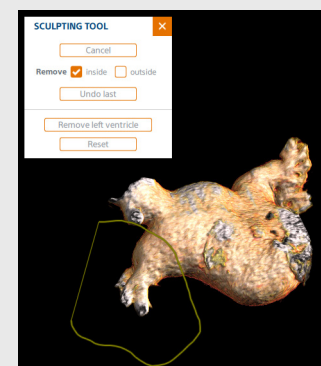 SCULPTING TOOL
Cancel
Remove inside outside
Undo last
Remove left ventricle
Reset